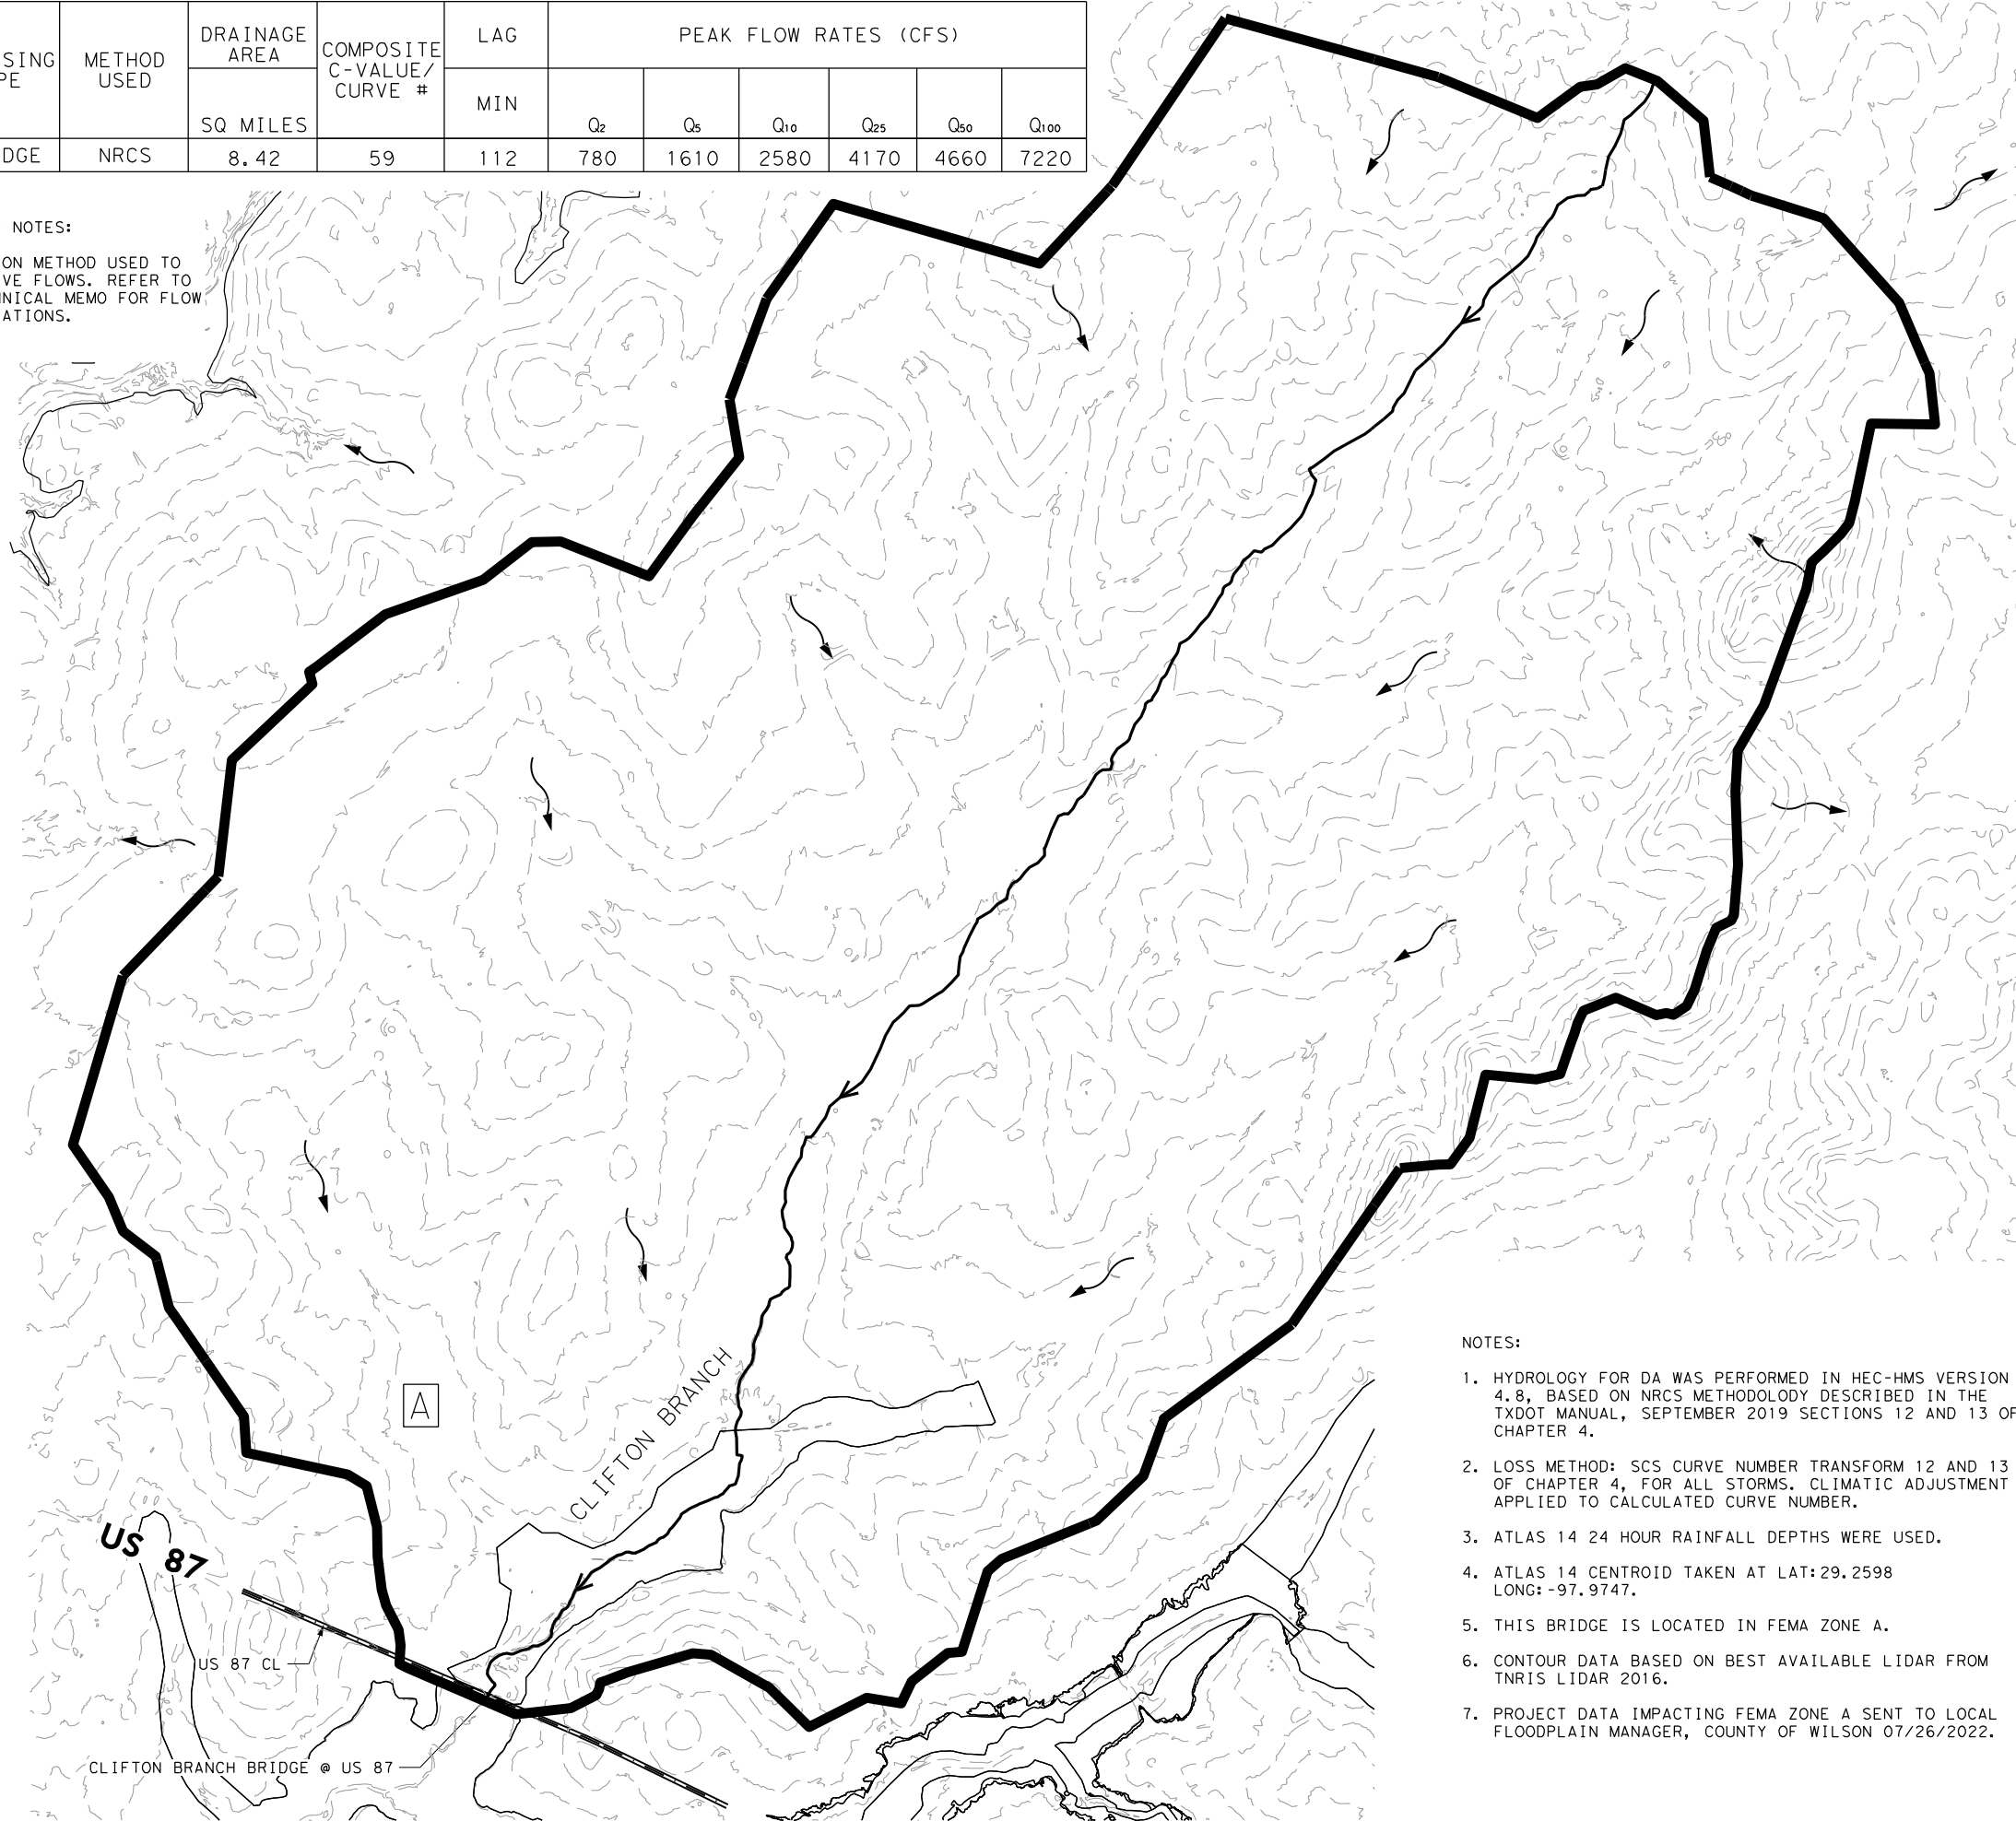 SING METHOD USED DRAINAGE AREA COMPOSITE C-VALUE/ CURVE # LAG PEAK FLOW RATES (CFS)
PE SQ MILES MIN Q2 Q5 Q10 Q25 Q50 Q100
DGE NRCS 8.42 59 112 780 1610 2580 4170 4660 7220
NOTES:
ON METHOD USED TO
VE FLOWS. REFER TO
NICAL MEMO FOR FLOW
ATIONS.
A
CLIFTON BRANCH
US 87
US 87 CL
CLIFTON BRANCH BRIDGE @ US 87
NOTES:
1. HYDROLOGY FOR DA WAS PERFORMED IN HEC-HMS VERSION
4.8, BASED ON NRCS METHODOLODY DESCRIBED IN THE
TXDOT MANUAL, SEPTEMBER 2019 SECTIONS 12 AND 13 OF
CHAPTER 4.
2. LOSS METHOD: SCS CURVE NUMBER TRANSFORM 12 AND 13
OF CHAPTER 4, FOR ALL STORMS. CLIMATIC ADJUSTMENT
APPLIED TO CALCULATED CURVE NUMBER.
3. ATLAS 14 24 HOUR RAINFALL DEPTHS WERE USED.
4. ATLAS 14 CENTROID TAKEN AT LAT:29.2598
LONG:-97.9747.
5. THIS BRIDGE IS LOCATED IN FEMA ZONE A.
6. CONTOUR DATA BASED ON BEST AVAILABLE LIDAR FROM
TNRIS LIDAR 2016.
7. PROJECT DATA IMPACTING FEMA ZONE A SENT TO LOCAL
FLOODPLAIN MANAGER, COUNTY OF WILSON 07/26/2022.